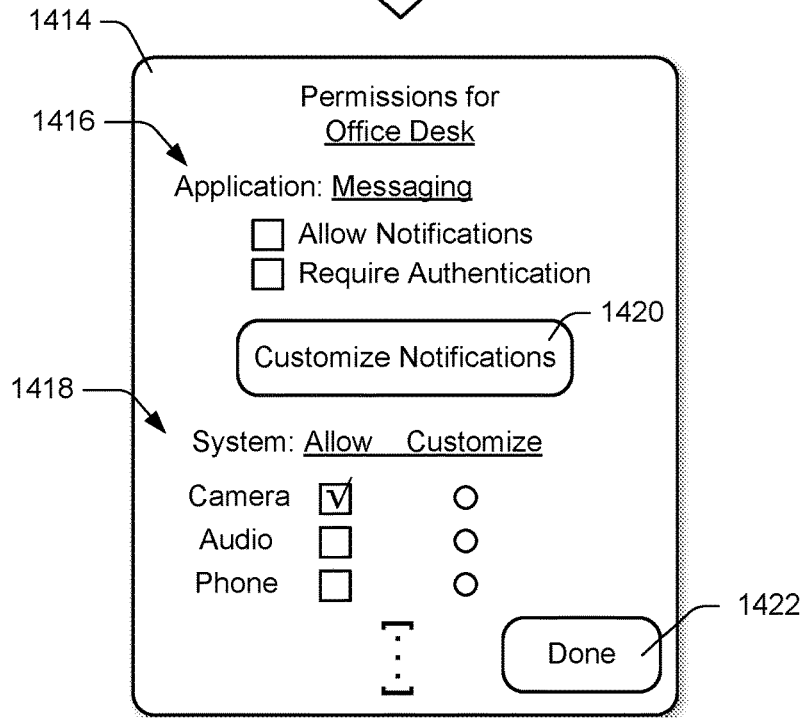 1414
Permissions for
Office Desk
1416
Application: Messaging
Allow Notifications
Require Authentication
1420
Customize Notifications
1418
System: Allow Customize
Camera
Audio
Phone
1422
Done